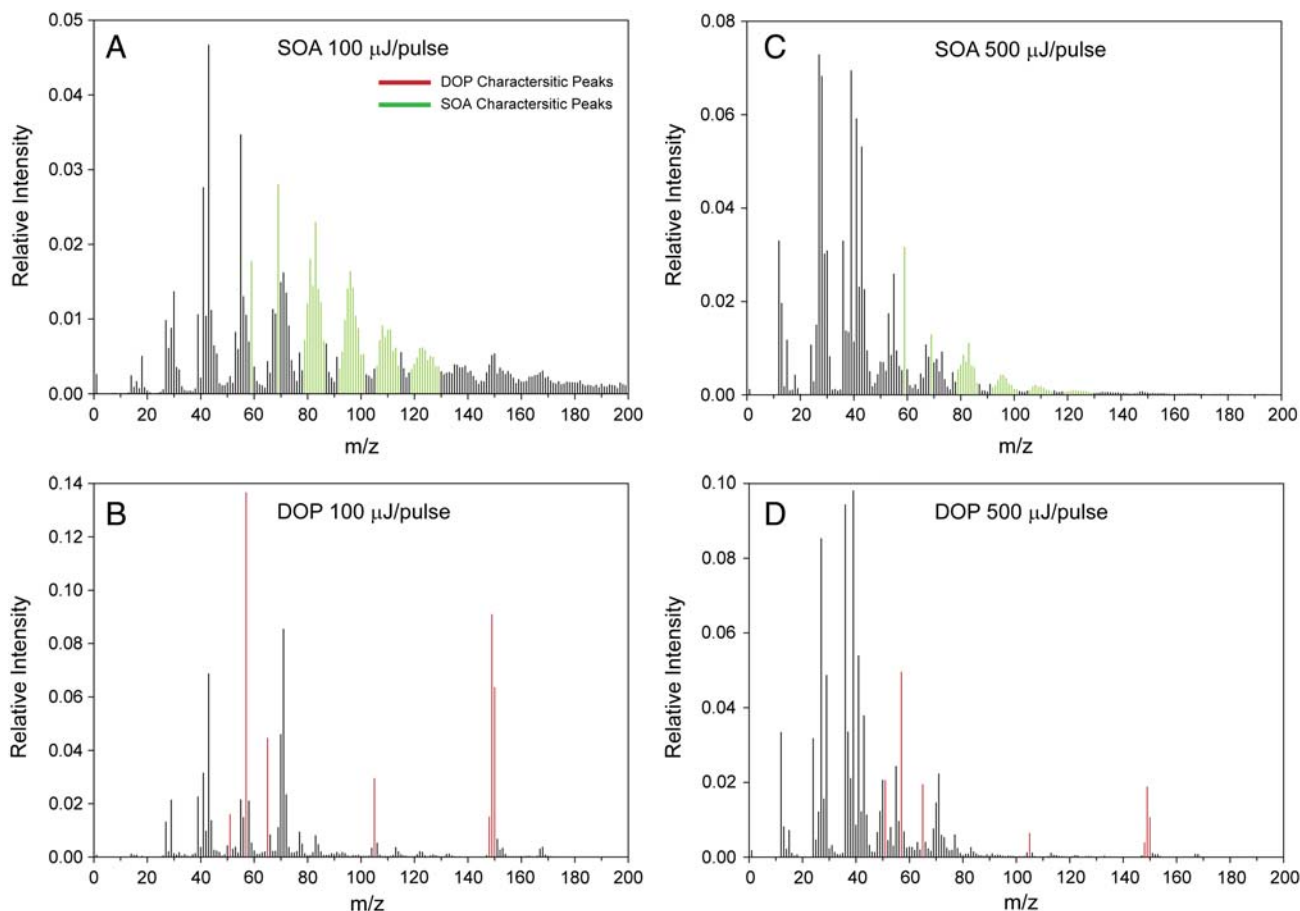 A
SOA 100 μJ/pulse
DOP Charactersitic Peaks
SOA Charactersitic Peaks
Relative Intensity
0.05
0.04
0.03
0.02
0.01
0.00
0 20 40 60 80 100 120 140 160 180 200
m/z
C
SOA 500 μJ/pulse
Relative Intensity
0.08
0.06
0.04
0.02
0.00
0 20 40 60 80 100 120 140 160 180 200
m/z
B
DOP 100 μJ/pulse
Relative Intensity
0.14
0.12
0.10
0.08
0.06
0.04
0.02
0.00
0 20 40 60 80 100 120 140 160 180 200
m/z
D
DOP 500 μJ/pulse
Relative Intensity
0.10
0.08
0.06
0.04
0.02
0.00
0 20 40 60 80 100 120 140 160 180 200
m/z